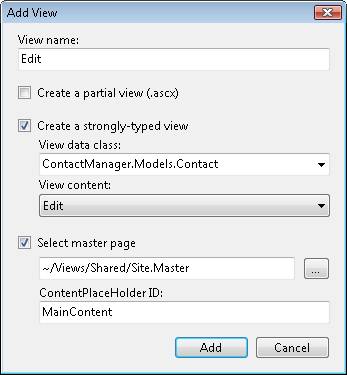 Add View
View name:
Edit
Create a partial view (.ascx)
Create a strongly-typed view
View data class:
ContactManager.Models.Contact
View content:
Edit
Select master page
~/Views/Shared/Site.Master
...
ContentPlaceHolder ID:
MainContent
Add Cancel